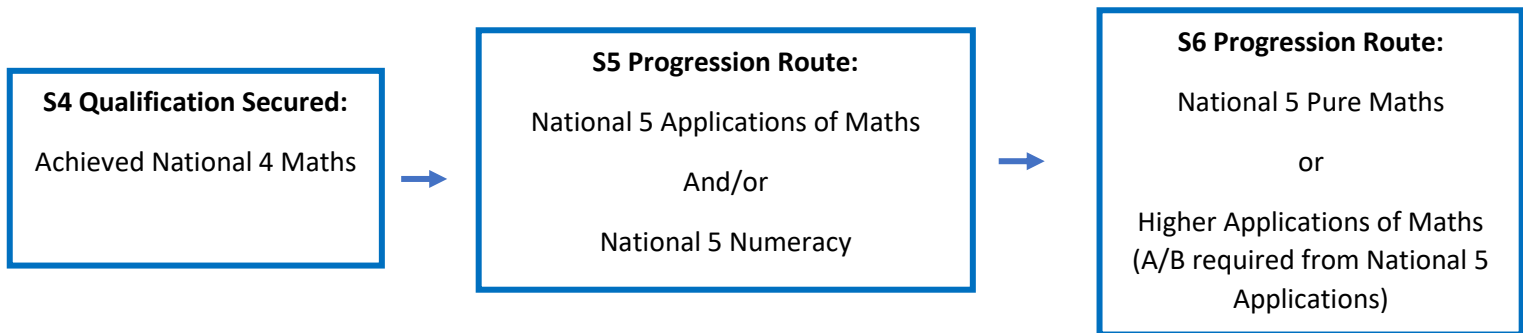 S4 Qualification Secured:
Achieved National 4 Maths
S5 Progression Route:
National 5 Applications of Maths
And/or
National 5 Numeracy
S6 Progression Route:
National 5 Pure Maths
or
Higher Applications of Maths
(A/B required from National 5
Applications)